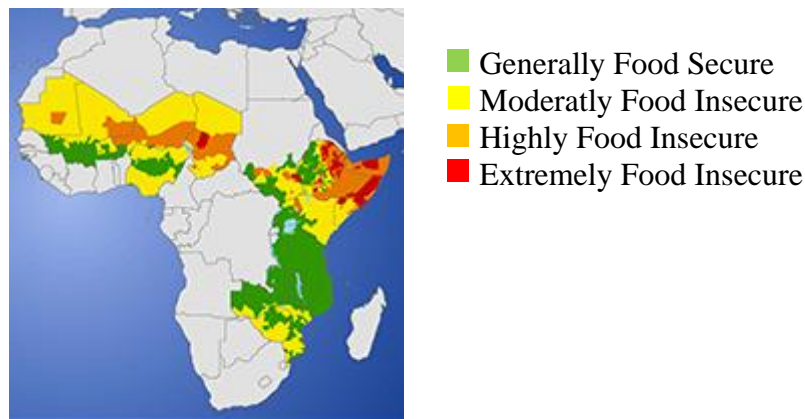 Generally Food Secure
Moderatly Food Insecure
Highly Food Insecure
Extremely Food Insecure